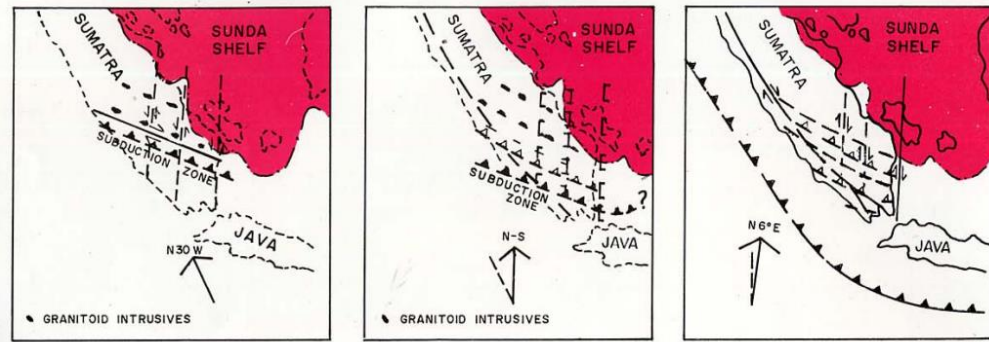 SUMATRA
SUNDA
SHELF
SUBDUCTION ZONE
JAVA
N30 W
GRANITOID INTRUSIVES
SUMATRA
SUNDA
SHELF
SUBDUCTION
ZONE
?
N-S
JAVA
GRANITOID INTRUSIVES
SUMATRA
SUNDA
SHELF
N 6° E
JAVA